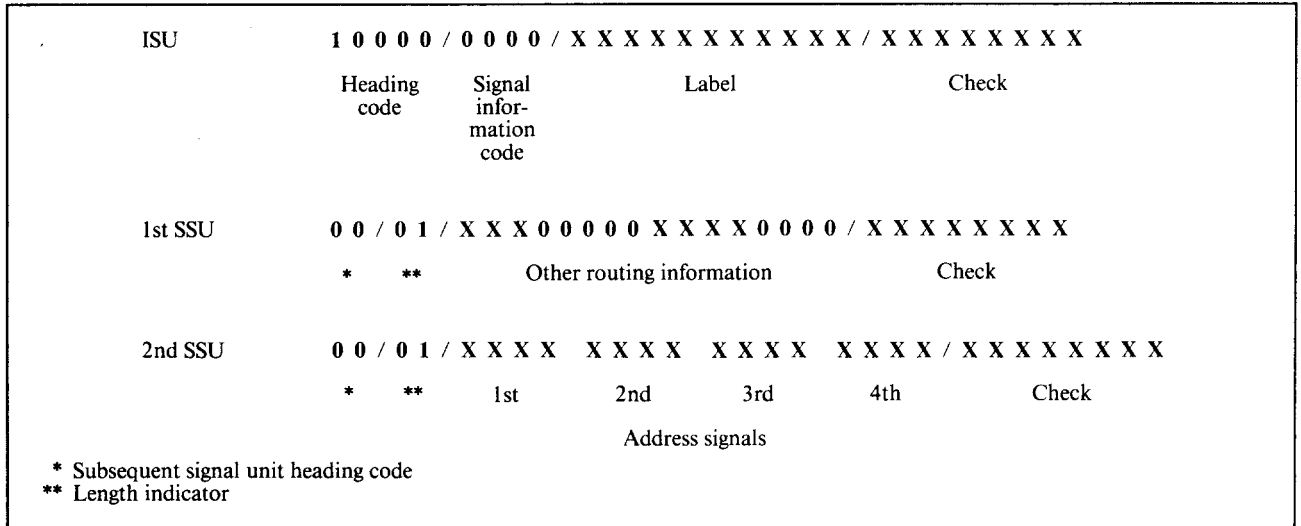 ISU 1 0 0 0 0 / 0 0 0 0 / X X X X X X X X X X X / X X X X X X X X
Heading code Signal infor-mation code Label Check
1st SSU 0 0 / 0 1 / X X X 0 0 0 0 0 X X X X 0 0 0 0 / X X X X X X X X
* ** Other routing information Check
2nd SSU 0 0 / 0 1 / X X X X X X X X X X X X X X X X / X X X X X X X X
* ** 1st 2nd 3rd 4th Check
Address signals
* Subsequent signal unit heading code
** Length indicator